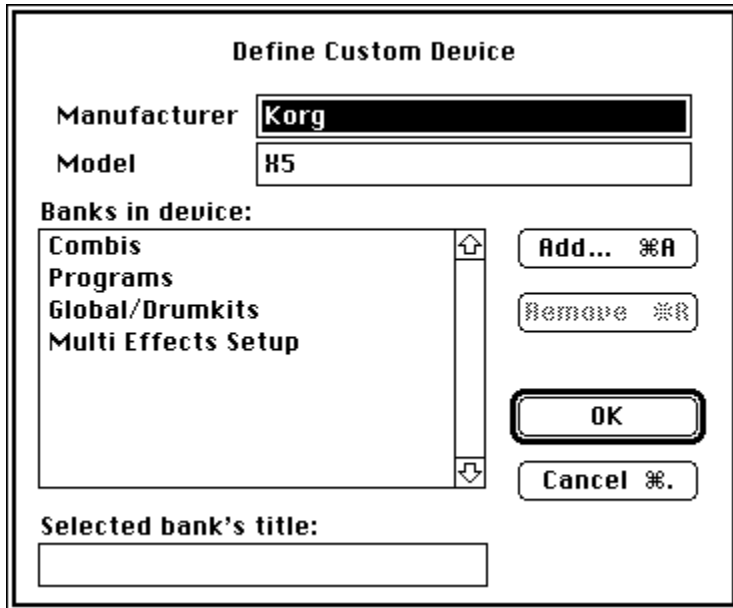 Define Custom Device
Manufacturer Korg
Model X5
Banks in device:
Combis
Add... ⌘A
Programs
Global/Drumkits
Remove ⌘R
Multi Effects Setup
OK
Cancel ⌘.
Selected bank's title: